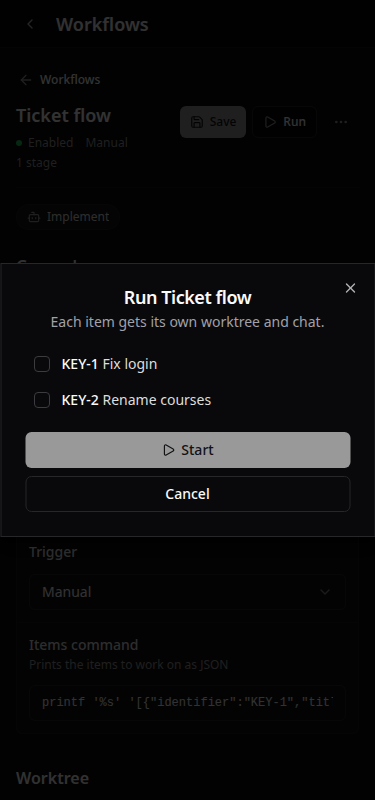 Workflows
Workflows
Ticket flow
Save
Run
Enabled Manual
1 stage
Implement
Run Ticket flow
Each item gets its own worktree and chat.
KEY-1 Fix login
KEY-2 Rename courses
Start
Cancel
Trigger
Manual
Items command
Prints the items to work on as JSON
printf '%s' '[{"identifier":"KEY-1","tit
Worktree